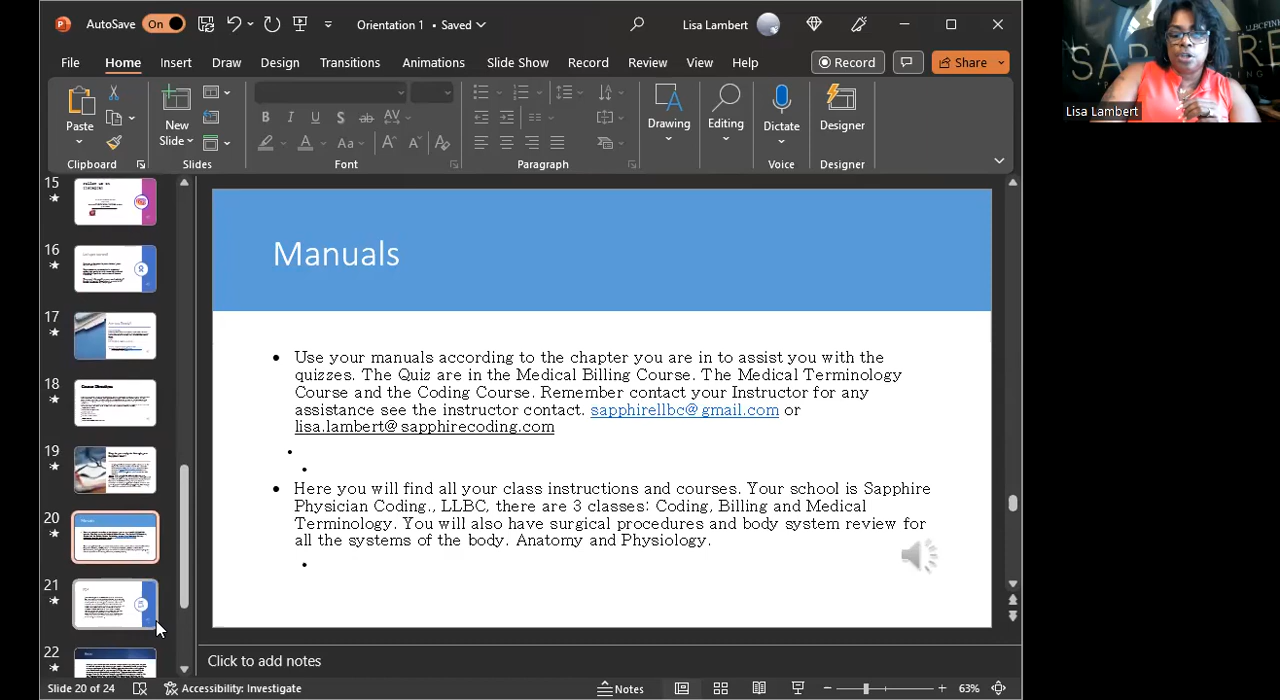 AutoSave On Orientation 1 • Saved Lisa Lambert
File Home Insert Draw Design Transitions Animations Slide Show Record Review View Help Record Share
Paste New Slide B I U S ab AV Aa A A A Drawing Editing Dictate Designer
Clipboard Slides Font Paragraph Voice Designer
Lisa Lambert
15
16
17
18
19
20
21
22
Manuals
• Use your manuals according to the chapter you are in to assist you with the
quizzes. The Quiz are in the Medical Billing Course. The Medical Terminology
Course and the Coding Course. Remember contact your Instructor for any
assistance see the instructor contact. sapphirellbc@gmail.com or
lisa.lambert@sapphirecoding.com
• Here you will find all your class instructions and courses. Your school is Sapphire
Physician Coding., LLBC, there are 3 classes: Coding, Billing and Medical
Terminology. You will also have surgical procedures and body system review for
all the systems of the body. Anatomy and Physiology.
Click to add notes
Slide 20 of 24 Accessibility: Investigate Notes 63%